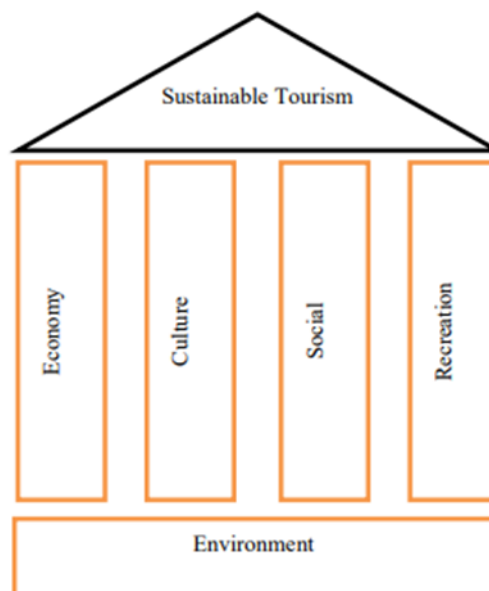 Sustainable Tourism
Economy
Culture
Social
Recreation
Environment